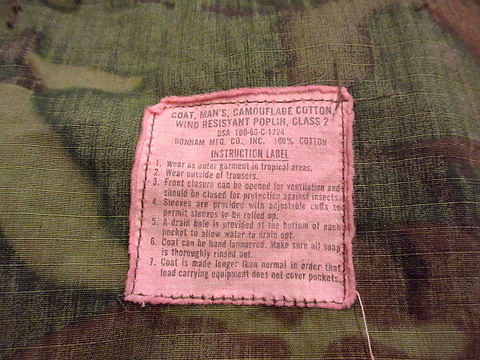 COAT, MAN'S, CAMOUFLAGE COTTON,
WIND RESISTANT POPLIN, CLASS 2
DSA 100-69-C-1724
BONHAM MFG. CO., INC. 100% COTTON
INSTRUCTION LABEL
1. Wear as outer garment in tropical areas.
2. Wear outside of trousers.
3. Front closure can be opened for ventilation and
should be closed for protection against insects.
4. Sleeves are provided with adjustable cuffs to
permit sleeves to be rolled up.
5. A drain hole is provided at the bottom of each
pocket to allow water to drain out.
6. Coat can be hand laundered. Make sure all soap
is thoroughly rinsed out.
7. Coat is made longer than normal in order that
load carrying equipment does not cover pockets.